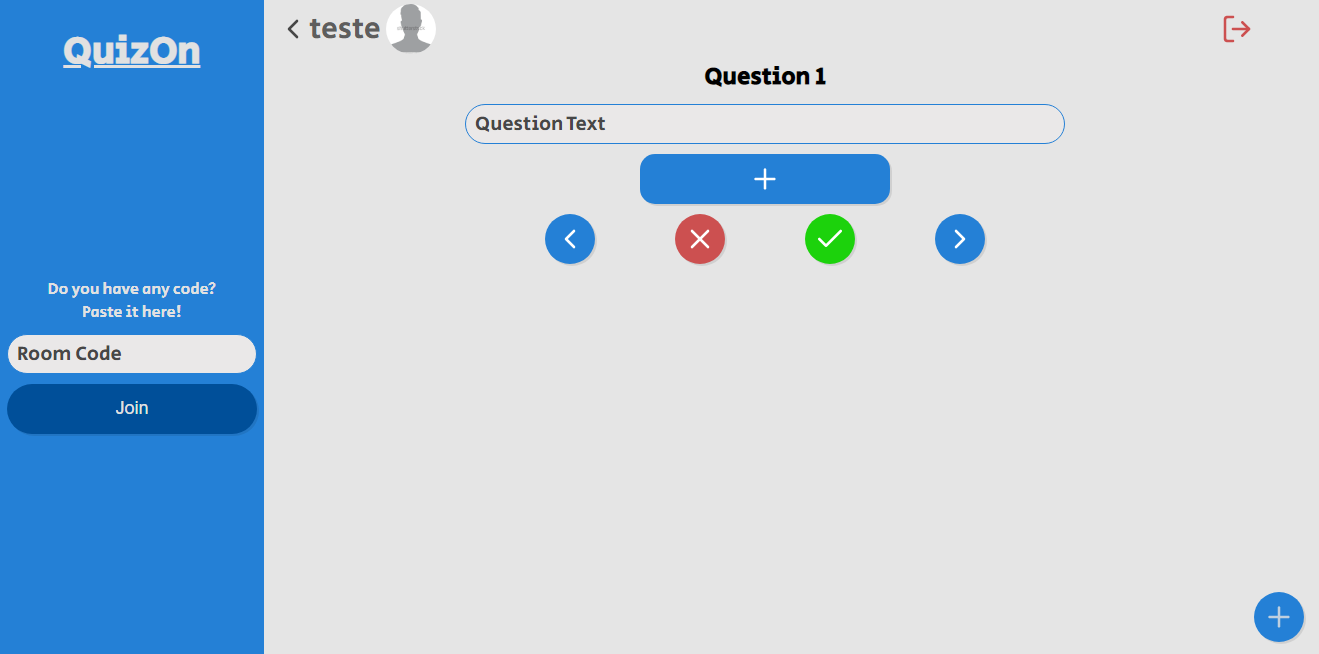 QuizOn
Do you have any code?
Paste it here!
Room Code
Join
teste
Question 1
Question Text